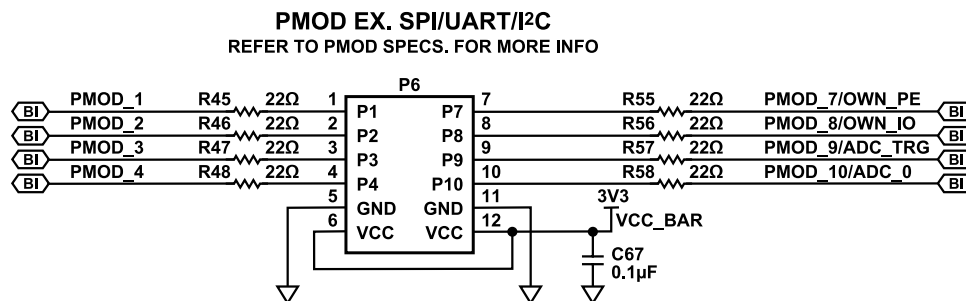 PMOD EX. SPI/UART/I²C
REFER TO PMOD SPECS. FOR MORE INFO
P6
BI PMOD_1 R45 22Ω 1 P1 P7 7 R55 22Ω PMOD_7/OWN_PE BI
BI PMOD_2 R46 22Ω 2 P2 P8 8 R56 22Ω PMOD_8/OWN_IO BI
BI PMOD_3 R47 22Ω 3 P3 P9 9 R57 22Ω PMOD_9/ADC_TRG BI
BI PMOD_4 R48 22Ω 4 P4 P10 10 R58 22Ω PMOD_10/ADC_0 BI
5 GND GND 11 3V3
6 VCC VCC 12 VCC_BAR
C67
0.1µF